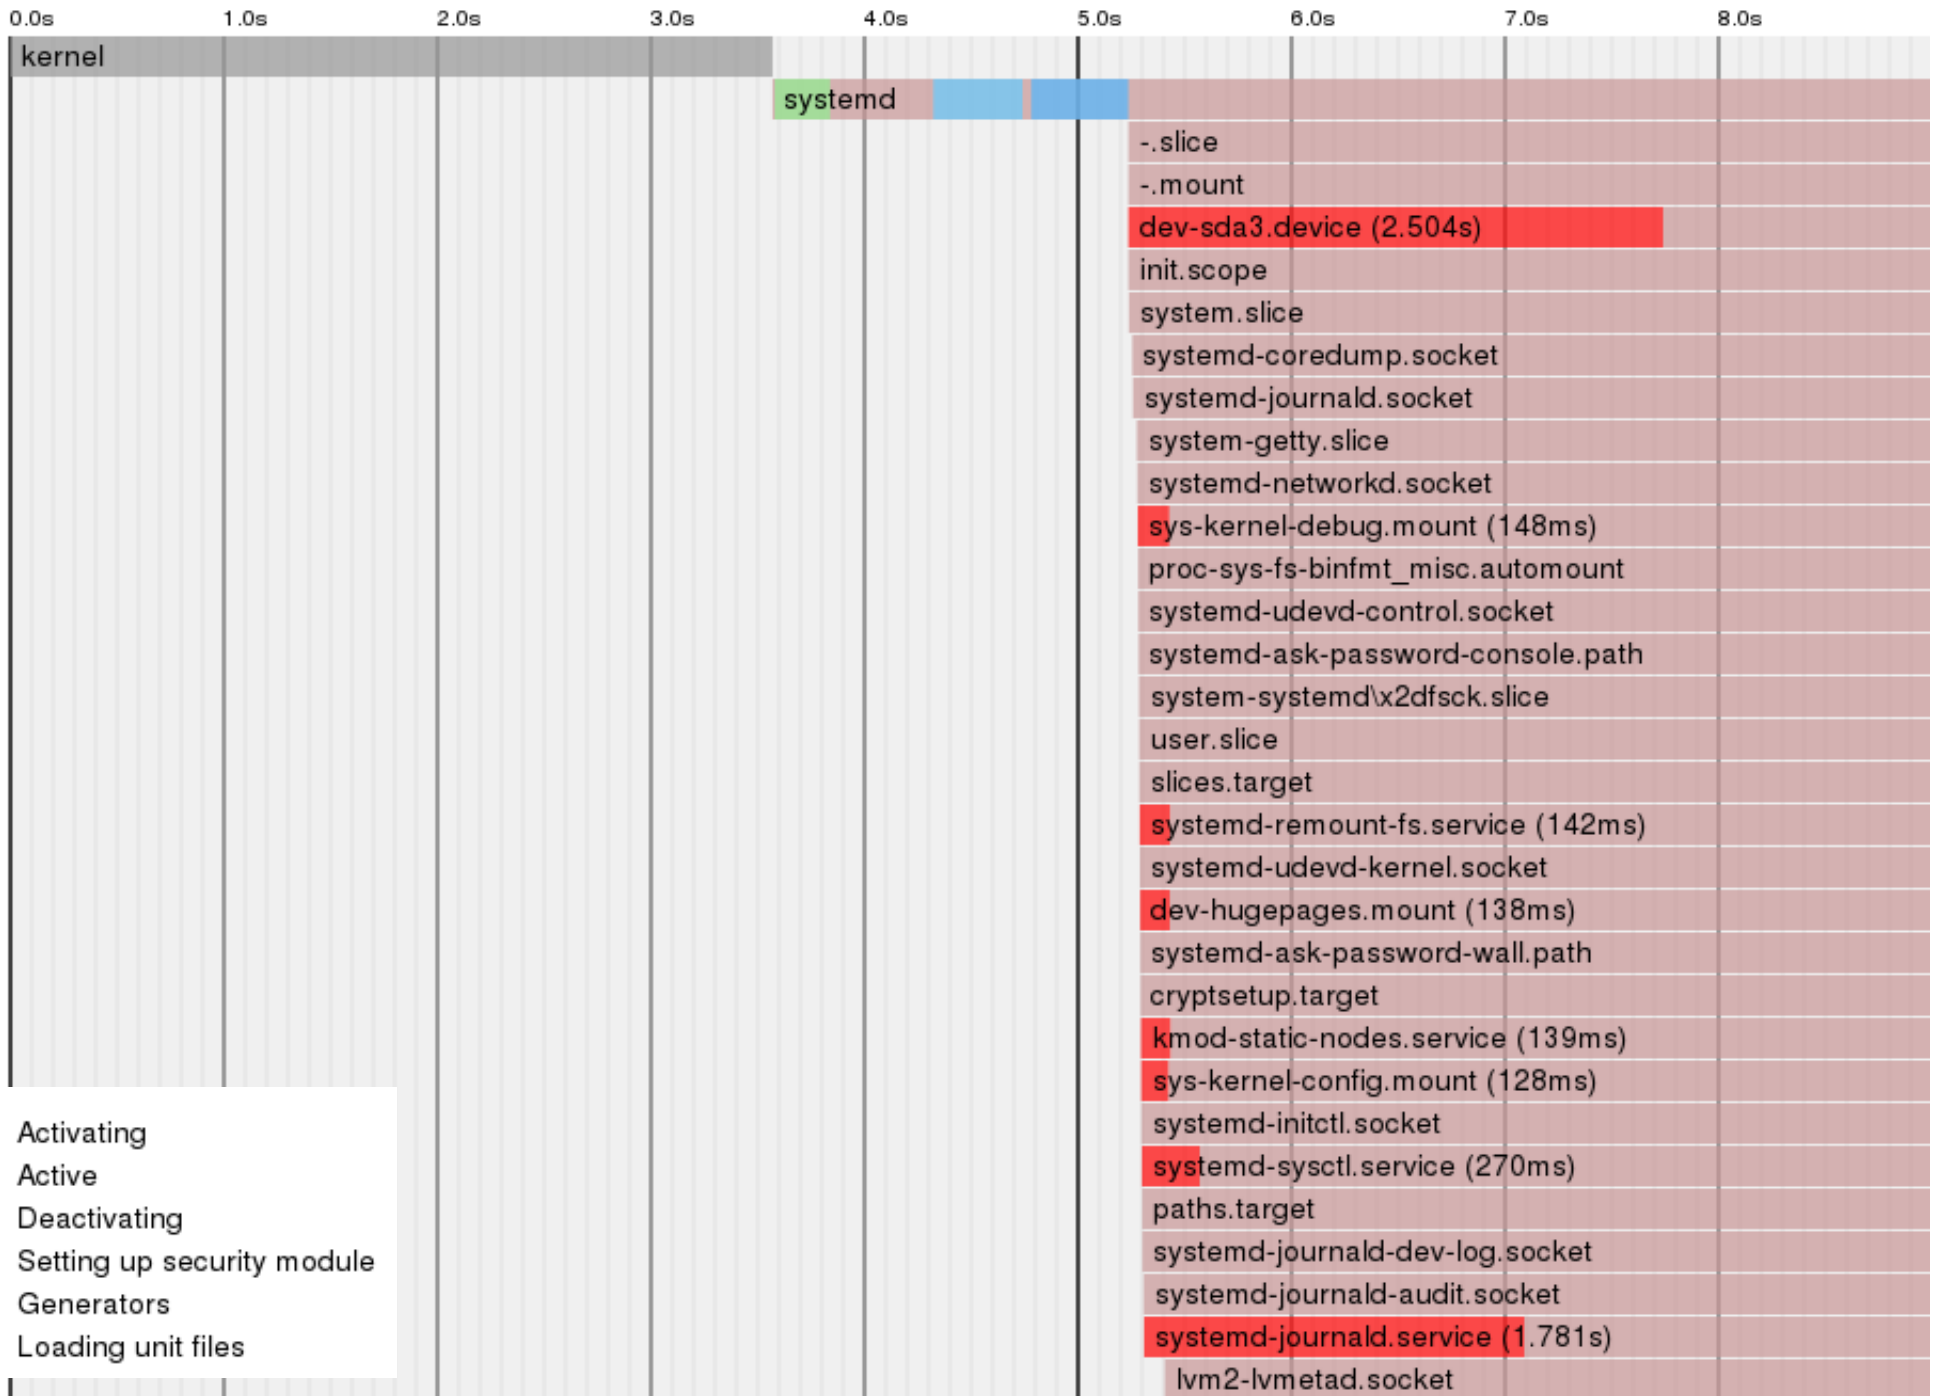 0.0s 1.0s 2.0s 3.0s 4.0s 5.0s 6.0s 7.0s 8.0s
kernel
systemd
-.slice
-.mount
dev-sda3.device (2.504s)
init.scope
system.slice
systemd-coredump.socket
systemd-journald.socket
system-getty.slice
systemd-networkd.socket
sys-kernel-debug.mount (148ms)
proc-sys-fs-binfmt_misc.automount
systemd-udevd-control.socket
systemd-ask-password-console.path
system-systemd\x2dfsck.slice
user.slice
slices.target
systemd-remount-fs.service (142ms)
systemd-udevd-kernel.socket
dev-hugepages.mount (138ms)
systemd-ask-password-wall.path
cryptsetup.target
kmod-static-nodes.service (139ms)
sys-kernel-config.mount (128ms)
systemd-initctl.socket
systemd-sysctl.service (270ms)
paths.target
systemd-journald-dev-log.socket
systemd-journald-audit.socket
systemd-journald.service (1.781s)
lvm2-lvmetad.socket
Activating
Active
Deactivating
Setting up security module
Generators
Loading unit files